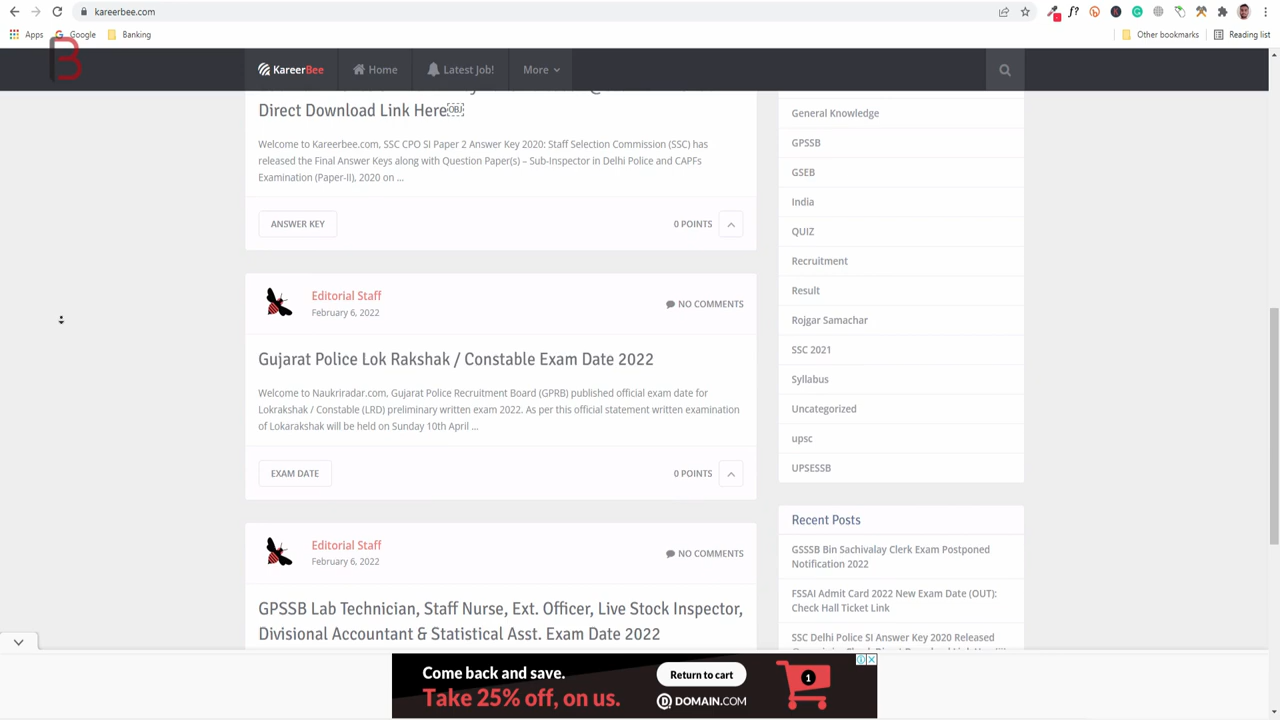 kareerbee.com
Apps
Google
Banking
Other bookmarks
Reading list
KareerBee
Home
Latest Job!
More
Direct Download Link Here
OBJ
Welcome to Kareerbee.com, SSC CPO SI Paper 2 Answer Key 2020: Staff Selection Commission (SSC) has
released the Final Answer Keys along with Question Paper(s) – Sub-Inspector in Delhi Police and CAPFs
Examination (Paper-II), 2020 on ...
ANSWER KEY
0 POINTS
Editorial Staff
February 6, 2022
NO COMMENTS
Gujarat Police Lok Rakshak / Constable Exam Date 2022
Welcome to Naukriradar.com, Gujarat Police Recruitment Board (GPRB) published official exam date for
Lokrakshak / Constable (LRD) preliminary written exam 2022. As per this official statement written examination
of Lokarakshak will be held on Sunday 10th April ...
EXAM DATE
0 POINTS
Editorial Staff
February 6, 2022
NO COMMENTS
GPSSB Lab Technician, Staff Nurse, Ext. Officer, Live Stock Inspector,
Divisional Accountant & Statistical Asst. Exam Date 2022
General Knowledge
GPSSB
GSEB
India
QUIZ
Recruitment
Result
Rojgar Samachar
SSC 2021
Syllabus
Uncategorized
upsc
UPSESSB
Recent Posts
GSSSB Bin Sachivalay Clerk Exam Postponed
Notification 2022
FSSAI Admit Card 2022 New Exam Date (OUT):
Check Hall Ticket Link
SSC Delhi Police SI Answer Key 2020 Released
Come back and save.
Take 25% off, on us.
Return to cart
DOMAIN.COM
1